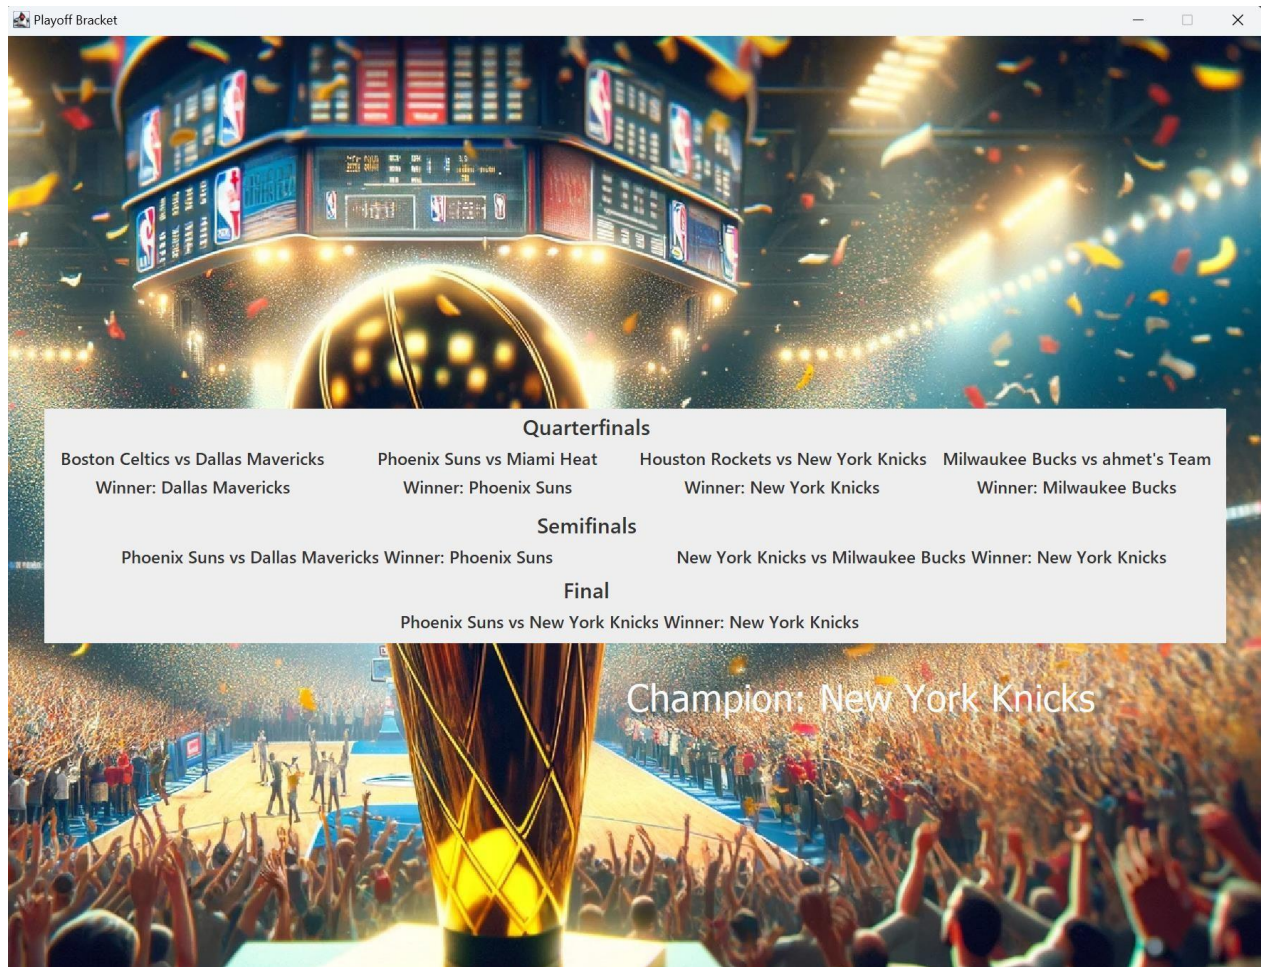 Playoff Bracket
Quarterfinals
Boston Celtics vs Dallas Mavericks Phoenix Suns vs Miami Heat Houston Rockets vs New York Knicks Milwaukee Bucks vs ahmet's Team
Winner: Dallas Mavericks Winner: Phoenix Suns Winner: New York Knicks Winner: Milwaukee Bucks
Semifinals
Phoenix Suns vs Dallas Mavericks Winner: Phoenix Suns New York Knicks vs Milwaukee Bucks Winner: New York Knicks
Final
Phoenix Suns vs New York Knicks Winner: New York Knicks
Champion: New York Knicks